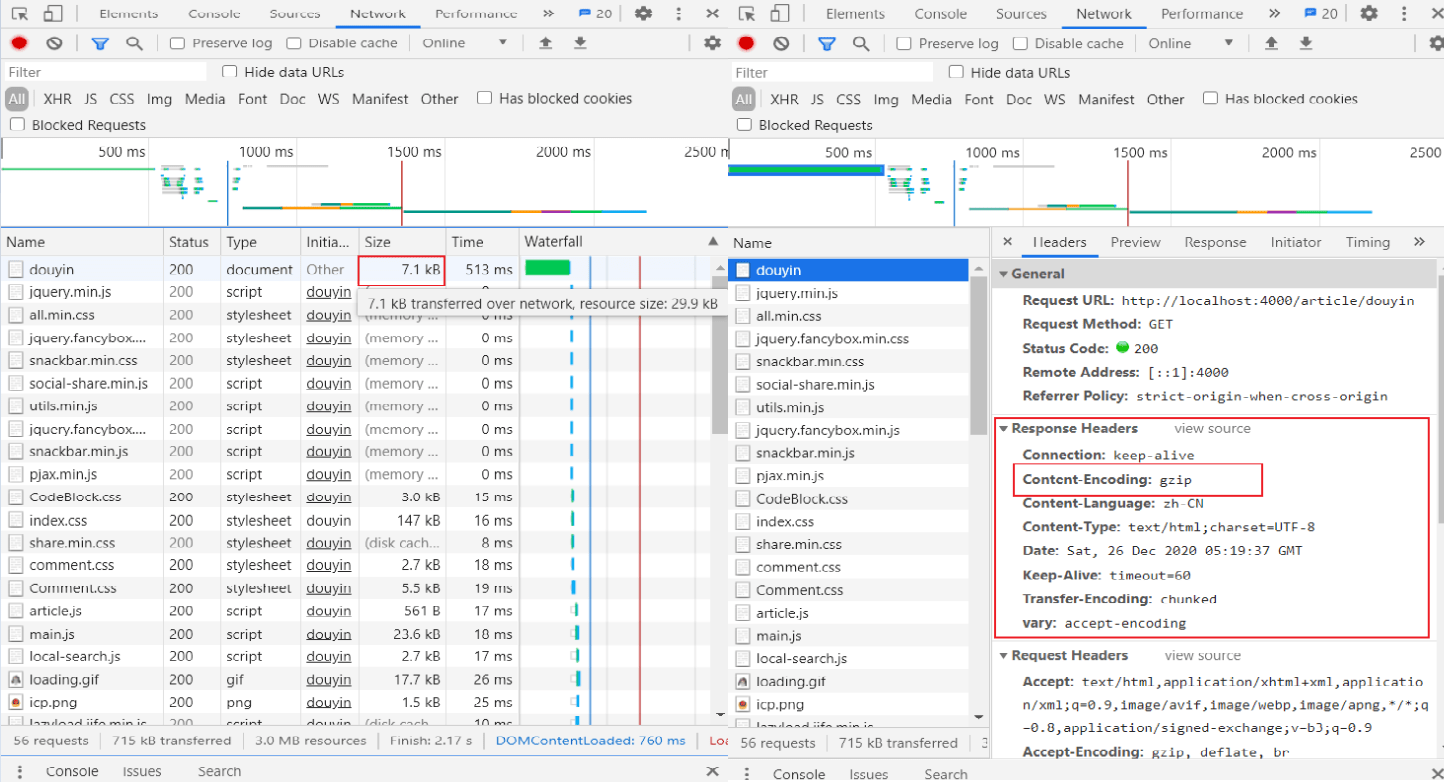 Elements Console Sources Network Performance » 20
Preserve log Disable cache Online
Filter Hide data URLs
All XHR JS CSS Img Media Font Doc WS Manifest Other Has blocked cookies
Blocked Requests
500 ms 1000 ms 1500 ms 2000 ms 2500 m
Name Status Type Initia... Size Time Waterfall
douyin 200 document Other 7.1 kB 513 ms
jquery.min.js 200 script douyin
7.1 kB transferred over network, resource size: 29.9 kB
all.min.css 200 stylesheet douyin (memory ... 0 ms
jquery.fancybox.... 200 stylesheet douyin (memory ... 0 ms
snackbar.min.css 200 stylesheet douyin (memory ... 0 ms
social-share.min.js 200 script douyin (memory ... 0 ms
utils.min.js 200 script douyin (memory ... 0 ms
jquery.fancybox.... 200 script douyin (memory ... 0 ms
snackbar.min.js 200 script douyin (memory ... 0 ms
pjax.min.js 200 script douyin (memory ... 0 ms
CodeBlock.css 200 stylesheet douyin 3.0 kB 15 ms
index.css 200 stylesheet douyin 147 kB 16 ms
share.min.css 200 stylesheet douyin (disk cach... 8 ms
comment.css 200 stylesheet douyin 2.7 kB 18 ms
Comment.css 200 stylesheet douyin 5.5 kB 19 ms
article.js 200 script douyin 561 B 17 ms
main.js 200 script douyin 23.6 kB 18 ms
local-search.js 200 script douyin 2.7 kB 17 ms
loading.gif 200 gif douyin 17.7 kB 26 ms
icp.png 200 png douyin 1.5 kB 25 ms
lazyload.iife.min.js 200 script douyin (disk cach... 10 ms
56 requests 715 kB transferred 3.0 MB resources Finish: 2.17 s DOMContentLoaded: 760 ms Loa
Console Issues Search
Elements Console Sources Network Performance » 20
Preserve log Disable cache Online
Filter Hide data URLs
All XHR JS CSS Img Media Font Doc WS Manifest Other Has blocked cookies
Blocked Requests
500 ms 1000 ms 1500 ms 2000 ms 2500
Name
douyin
jquery.min.js
all.min.css
jquery.fancybox.min.css
snackbar.min.css
social-share.min.js
utils.min.js
jquery.fancybox.min.js
snackbar.min.js
pjax.min.js
CodeBlock.css
index.css
share.min.css
comment.css
Comment.css
article.js
main.js
local-search.js
loading.gif
icp.png
lazyload.iife.min.js
56 requests 715 kB transferred 3
Headers Preview Response Initiator Timing »
General
Request URL: http://localhost:4000/article/douyin
Request Method: GET
Status Code: 200
Remote Address: [::1]:4000
Referrer Policy: strict-origin-when-cross-origin
Response Headers view source
Connection: keep-alive
Content-Encoding: gzip
Content-Language: zh-CN
Content-Type: text/html;charset=UTF-8
Date: Sat, 26 Dec 2020 05:19:37 GMT
Keep-Alive: timeout=60
Transfer-Encoding: chunked
vary: accept-encoding
Request Headers view source
Accept: text/html,application/xhtml+xml,applicatio
n/xml;q=0.9,image/avif,image/webp,image/apng,*/*;q
=0.8,application/signed-exchange;v=b3;q=0.9
Accept-Encoding: gzip, deflate, br
Console Issues Search